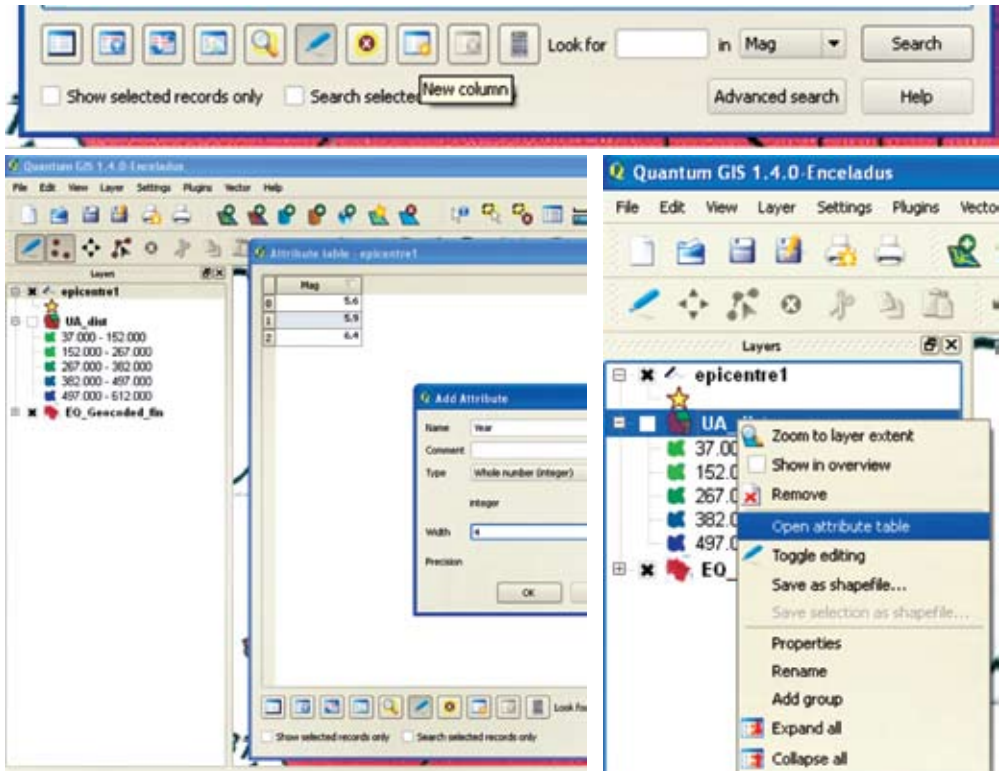 Look for in Mag Search
Show selected records only Search selecte New column Advanced search Help
Quantum GIS 1.4.0-Enceladus
File Edit View Layer Settings Plugins Vector Help
Layers
epicentre1
UA_dist
37.000 - 152.000
152.000 - 267.000
267.000 - 382.000
382.000 - 497.000
497.000 - 612.000
EQ_Geocoded_fin
Attribute table - epicentre1
Mag
0 5.6
1 5.9
2 6.4
Add Attribute
Name Year
Comment
Type Whole number (integer)
integer
Width 4
Precision
OK
Look for
Show selected records only Search selected records only
Quantum GIS 1.4.0-Enceladus
File Edit View Layer Settings Plugins Vecto
Layers
epicentre1
UA_
37.00
152.0
267.0
382.0
497.0
EQ_
Zoom to layer extent
Show in overview
Remove
Open attribute table
Toggle editing
Save as shapefile...
Save selection as shapefile...
Properties
Rename
Add group
Expand all
Collapse all